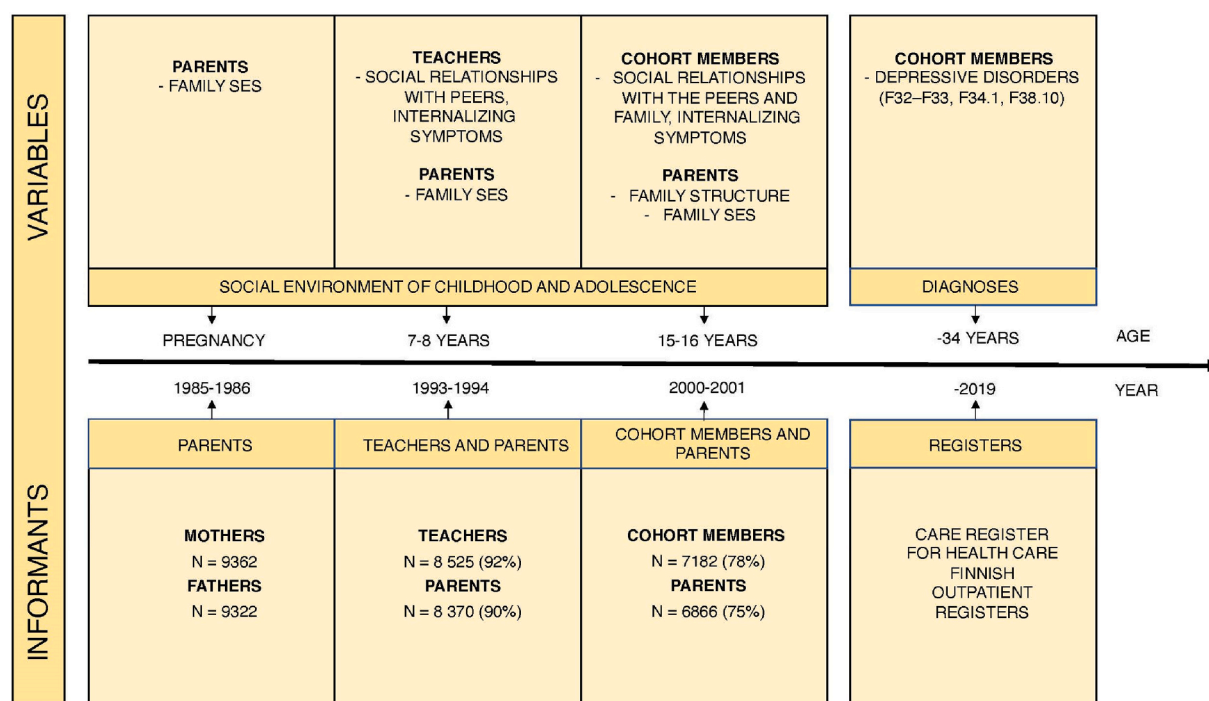 VARIABLES
PARENTS
- FAMILY SES
TEACHERS
- SOCIAL RELATIONSHIPS
WITH PEERS,
INTERNALIZING
SYMPTOMS
PARENTS
- FAMILY SES
COHORT MEMBERS
- SOCIAL RELATIONSHIPS
WITH THE PEERS AND
FAMILY, INTERNALIZING
SYMPTOMS
PARENTS
- FAMILY STRUCTURE
- FAMILY SES
COHORT MEMBERS
- DEPRESSIVE DISORDERS
(F32–F33, F34.1, F38.10)
SOCIAL ENVIRONMENT OF CHILDHOOD AND ADOLESCENCE
DIAGNOSES
PREGNANCY
7-8 YEARS
15-16 YEARS
-34 YEARS
AGE
1985-1986
1993-1994
2000-2001
-2019
YEAR
INFORMANTS
PARENTS
TEACHERS AND PARENTS
COHORT MEMBERS AND
PARENTS
REGISTERS
MOTHERS
N = 9362
FATHERS
N = 9322
TEACHERS
N = 8 525 (92%)
PARENTS
N = 8 370 (90%)
COHORT MEMBERS
N = 7182 (78%)
PARENTS
N = 6866 (75%)
CARE REGISTER
FOR HEALTH CARE
FINNISH
OUTPATIENT
REGISTERS